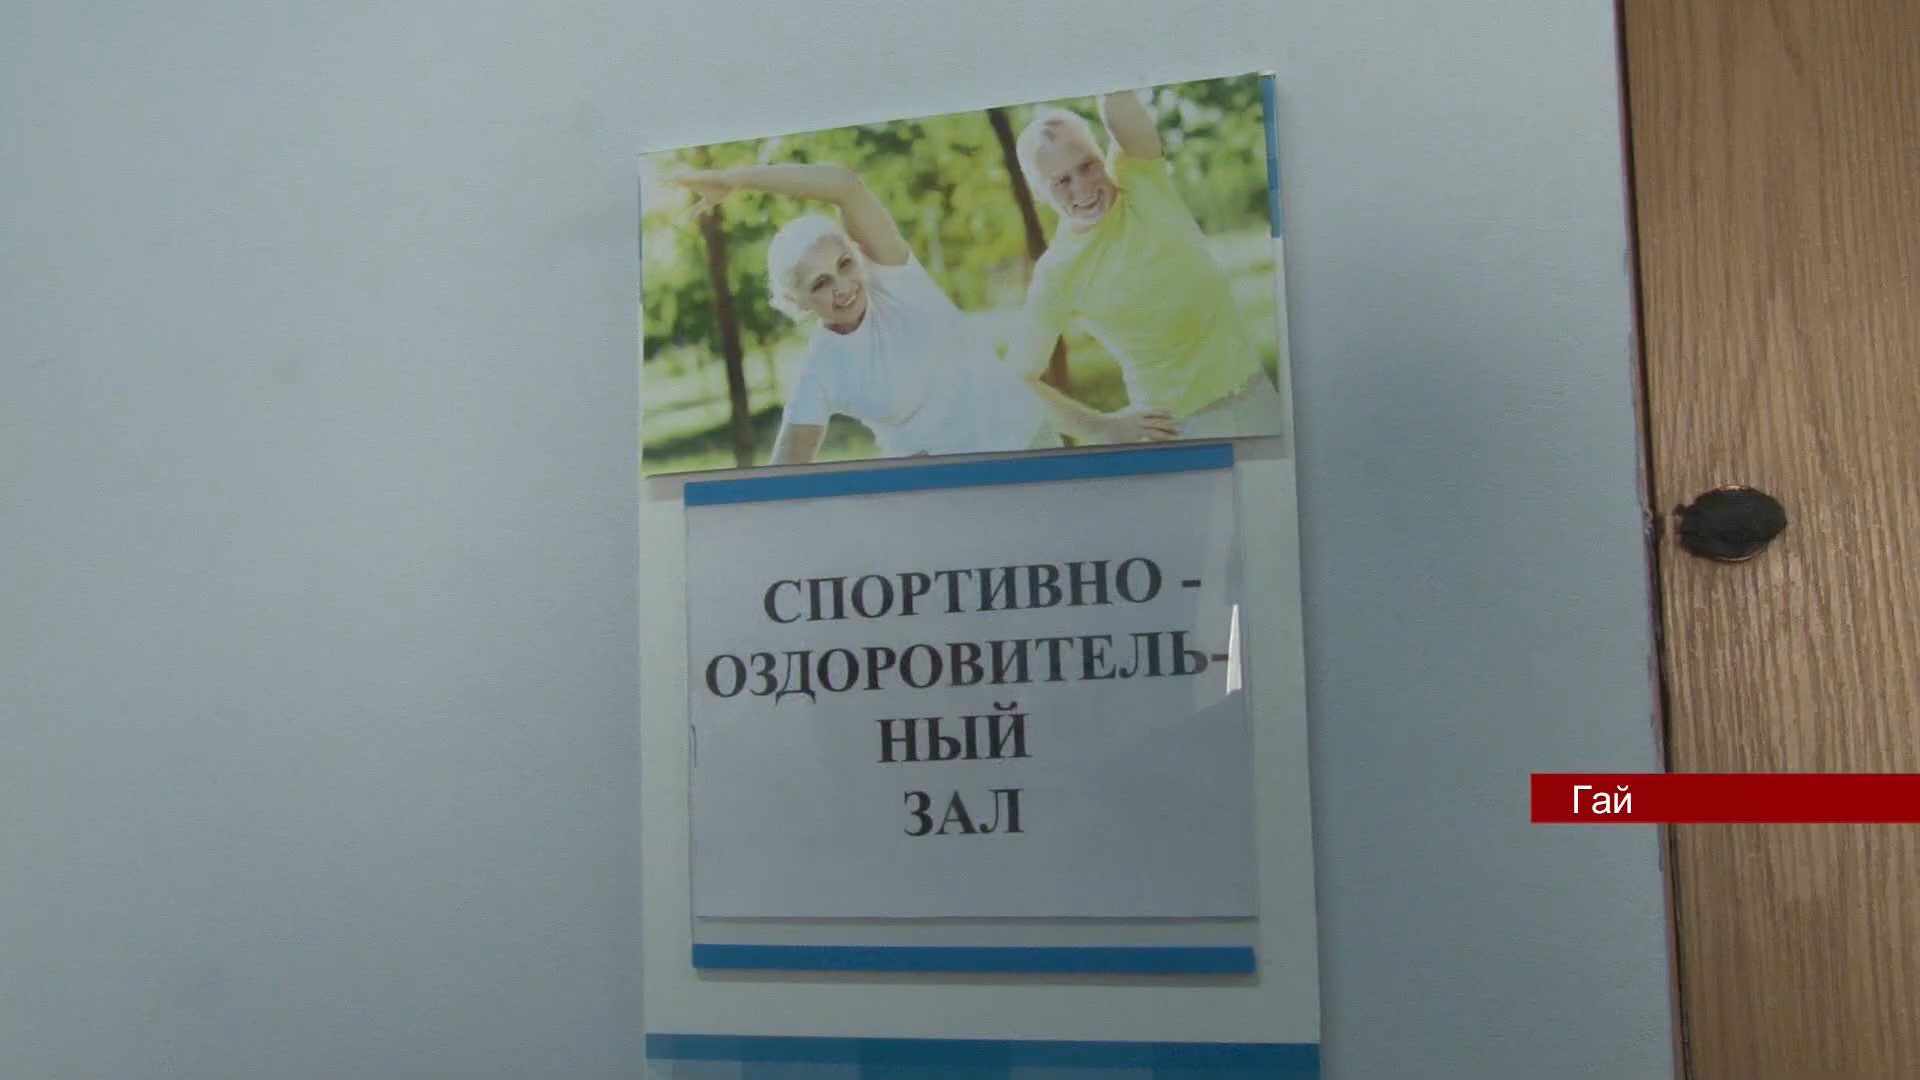 СПОРТИВНО -
ОЗДОРОВИТЕЛЬ-
НЫЙ
ЗАЛ
Гай